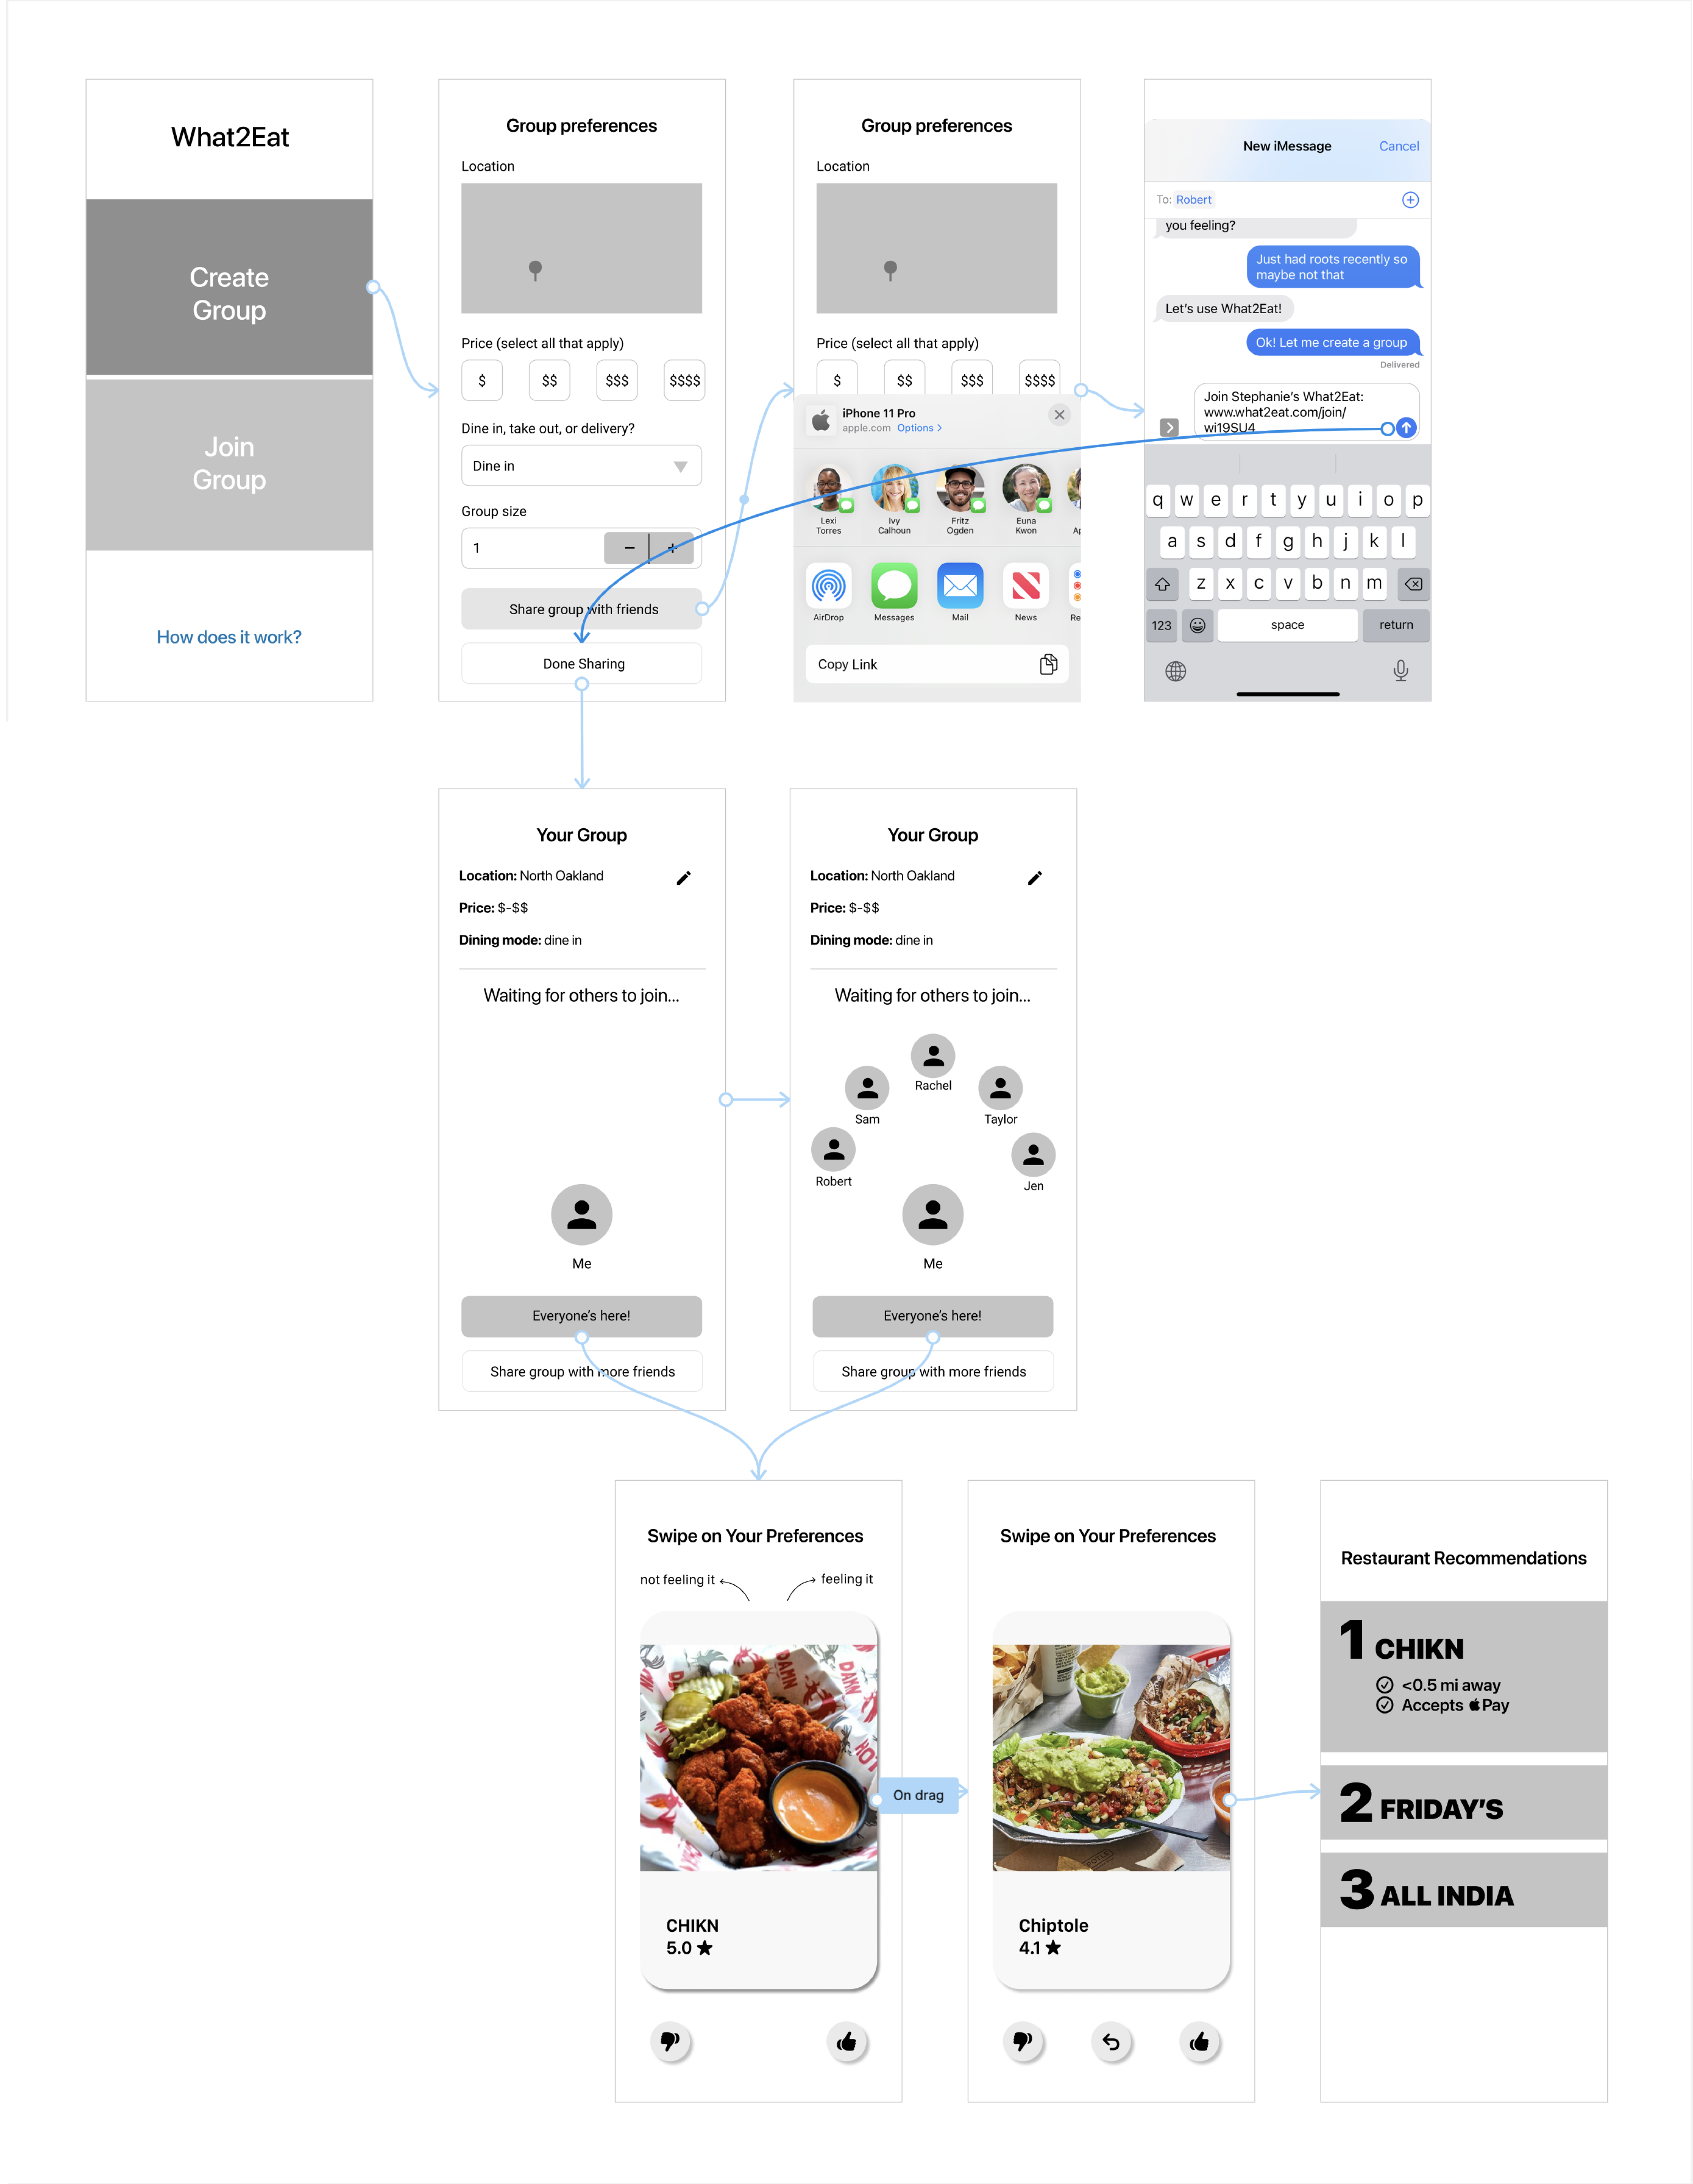 What2Eat
Create
Group
Join
Group
How does it work?
Group preferences
Location
Price (select all that apply)
$ $$ $$$ $$$$
Dine in, take out, or delivery?
Dine in
Group size
1 − +
Share group with friends
Done Sharing
Group preferences
Location
Price (select all that apply)
$ $$ $$$ $$$$
iPhone 11 Pro
apple.com Options >
Lexi
Torres
Ivy
Calhoun
Fritz
Ogden
Euna
Kwon
Ap
AirDrop Messages Mail News Re
Copy Link
New iMessage Cancel
To: Robert
you feeling?
Just had roots recently so
maybe not that
Let's use What2Eat!
Ok! Let me create a group
Delivered
Join Stephanie's What2Eat:
www.what2eat.com/join/
wi19SU4
q w e r t y u i o p
a s d f g h j k l
z x c v b n m
123 space return
Your Group
Location: North Oakland
Price: $-$$
Dining mode: dine in
Waiting for others to join...
Me
Everyone's here!
Share group with more friends
Your Group
Location: North Oakland
Price: $-$$
Dining mode: dine in
Waiting for others to join...
Rachel
Sam
Taylor
Robert
Jen
Me
Everyone's here!
Share group with more friends
Swipe on Your Preferences
not feeling it feeling it
DAMN
DAMN
CHIKN
5.0 ★
On drag
Swipe on Your Preferences
Chiptole
4.1 ★
Restaurant Recommendations
1 CHIKN
<0.5 mi away
Accepts Pay
2 FRIDAY'S
3 ALL INDIA